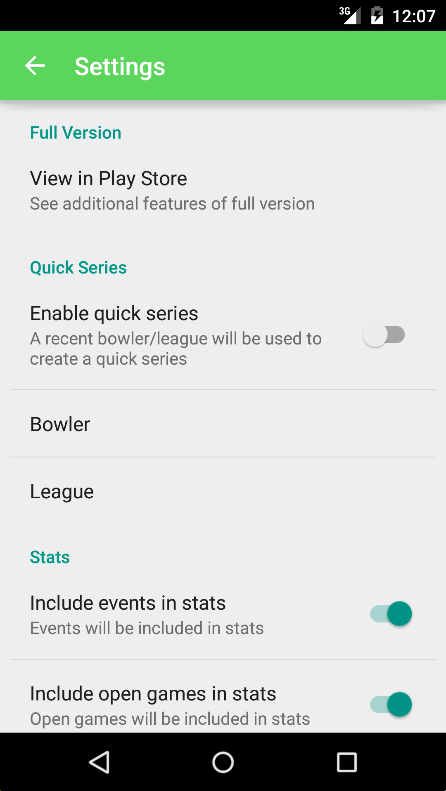 3G 12:07
Settings
Full Version
View in Play Store
See additional features of full version
Quick Series
Enable quick series
A recent bowler/league will be used to
create a quick series
Bowler
League
Stats
Include events in stats
Events will be included in stats
Include open games in stats
Open games will be included in stats